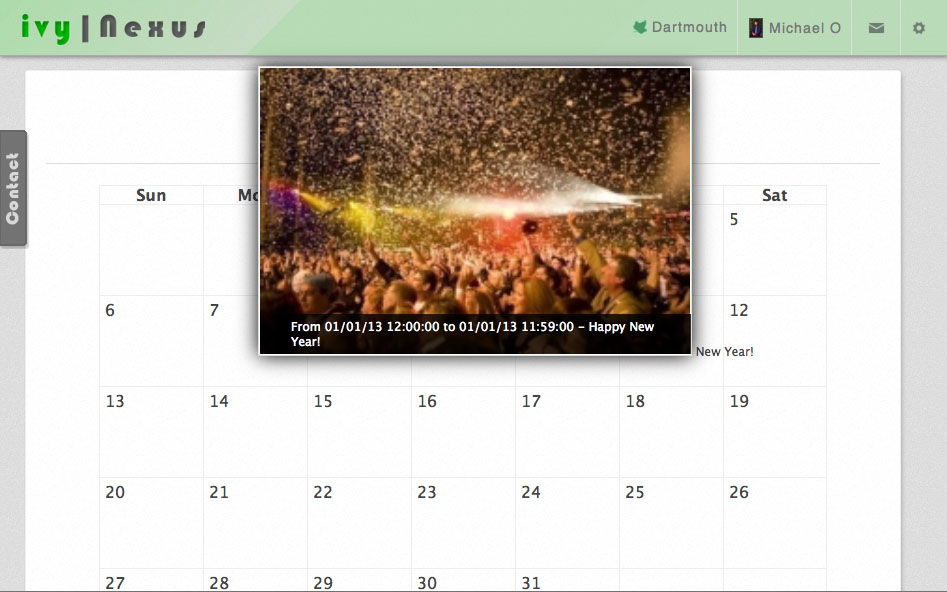 ivy|Nexus
Dartmouth
Michael O
Contact
Sun Mo Sat
5
From 01/01/13 12:00:00 to 01/01/13 11:59:00 – Happy New
Year!
6 7 12
New Year!
13 14 15 16 17 18 19
20 21 22 23 24 25 26
27 28 29 30 31